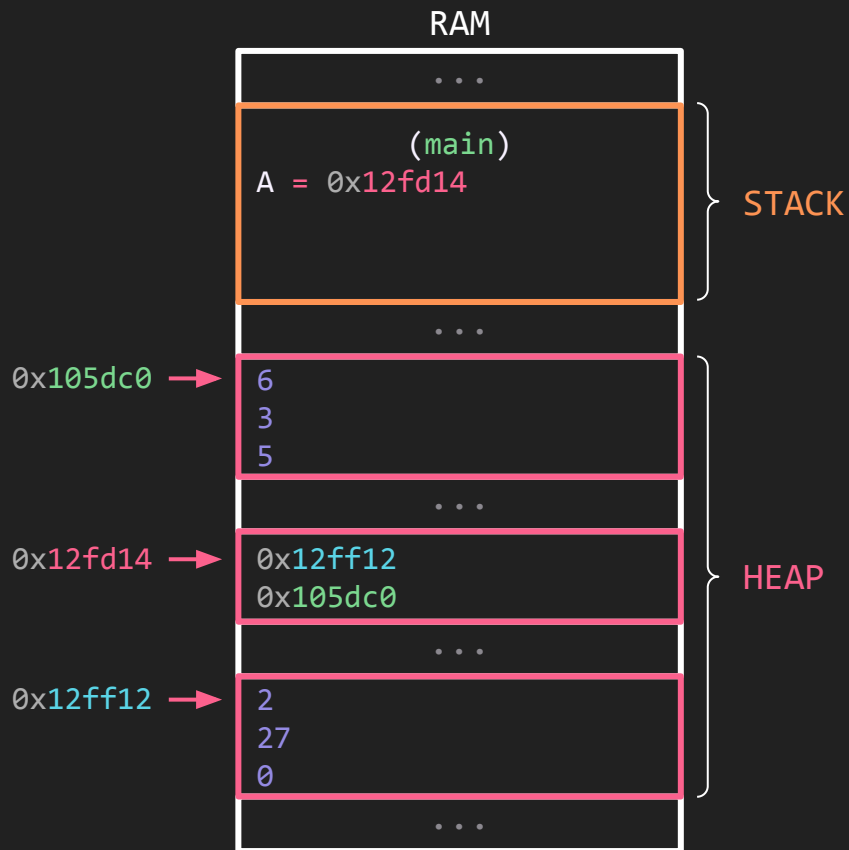 RAM
...
(main)
A = 0x12fd14
STACK
...
0x105dc0
6
3
5
...
0x12fd14
0x12ff12
0x105dc0
HEAP
...
0x12ff12
2
27
0
...